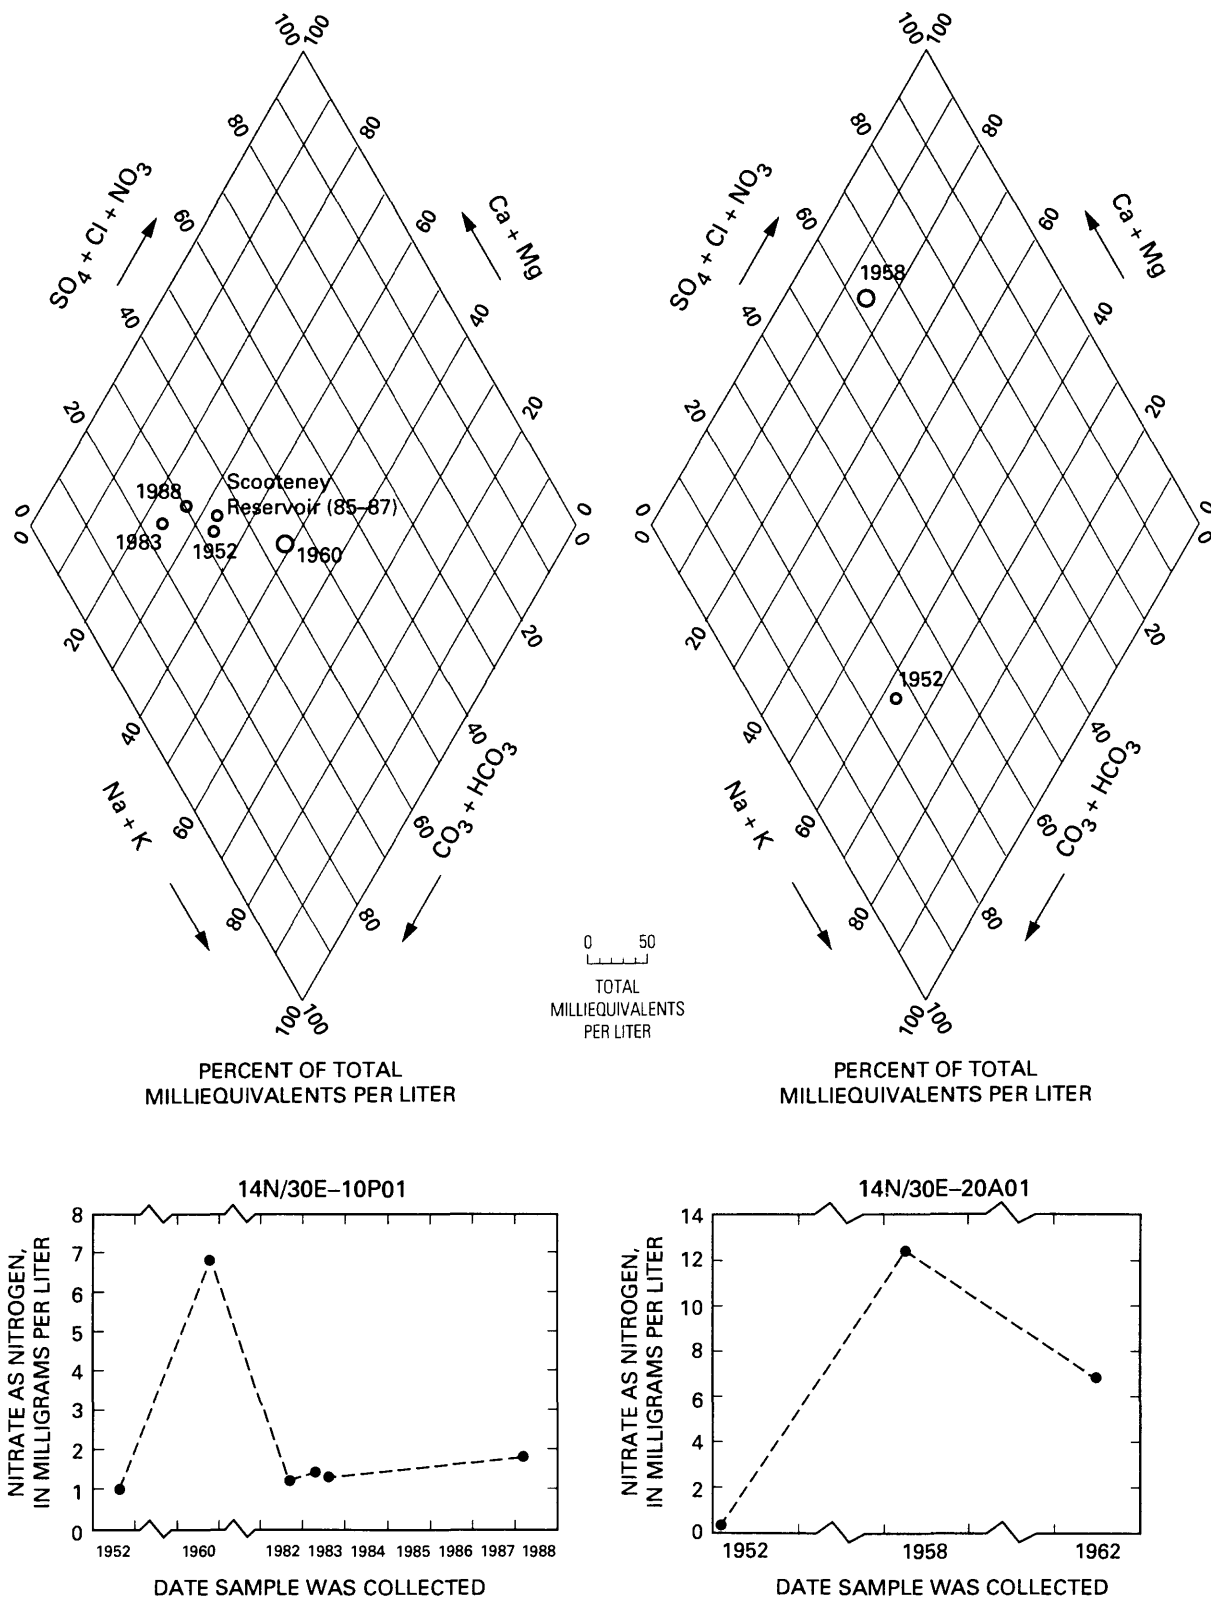 100 100
80 80
60 60
40 40
20 20
0 0
0 0
20 20
40 40
60 60
80 80
100 100
SO4 + Cl + NO3
Ca + Mg
Na + K
CO3 + HCO3
1988
Scooteney
Reservoir (85–87)
1983
1952
1960
PERCENT OF TOTAL
MILLIEQUIVALENTS PER LITER
100 100
80 80
60 60
40 40
20 20
0 0
0 0
20 20
40 40
60 60
80 80
100 100
SO4 + Cl + NO3
Ca + Mg
Na + K
CO3 + HCO3
1958
1952
PERCENT OF TOTAL
MILLIEQUIVALENTS PER LITER
0 50
TOTAL
MILLIEQUIVALENTS
PER LITER
14N/30E–10P01
NITRATE AS NITROGEN,
IN MILLIGRAMS PER LITER
8
7
6
5
4
3
2
1
0
1952 1960 1982 1983 1984 1985 1986 1987 1988
DATE SAMPLE WAS COLLECTED
14N/30E–20A01
NITRATE AS NITROGEN,
IN MILLIGRAMS PER LITER
14
12
10
8
6
4
2
0
1952 1958 1962
DATE SAMPLE WAS COLLECTED